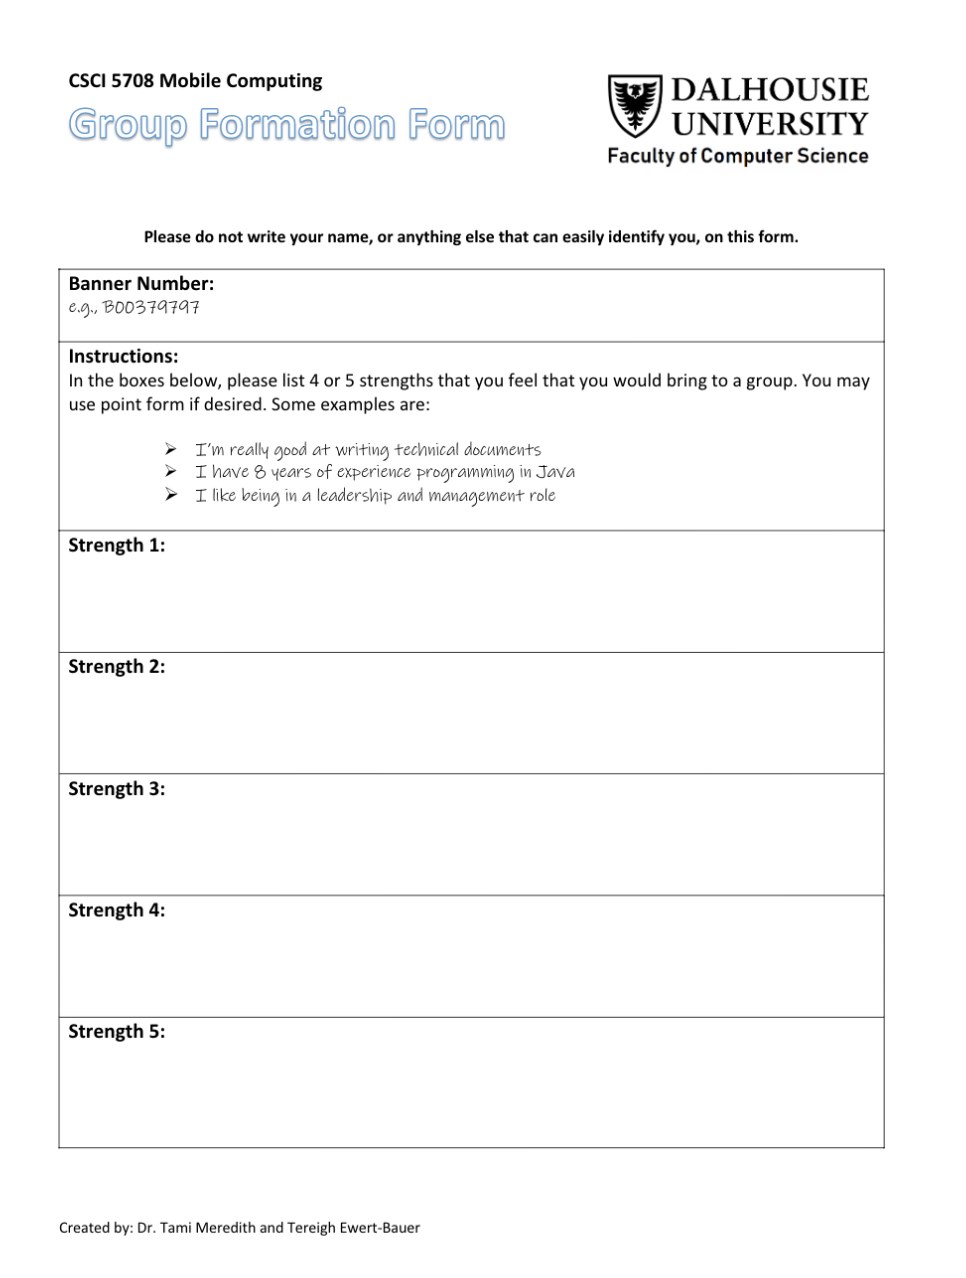 CSCI 5708 Mobile Computing
Group Formation Form
DALHOUSIE
UNIVERSITY
Faculty of Computer Science
Please do not write your name, or anything else that can easily identify you, on this form.
Banner Number:
e.g., B00379797
Instructions:
In the boxes below, please list 4 or 5 strengths that you feel that you would bring to a group. You may
use point form if desired. Some examples are:
➢ I'm really good at writing technical documents
➢ I have 8 years of experience programming in Java
➢ I like being in a leadership and management role
Strength 1:
Strength 2:
Strength 3:
Strength 4:
Strength 5:
Created by: Dr. Tami Meredith and Tereigh Ewert-Bauer